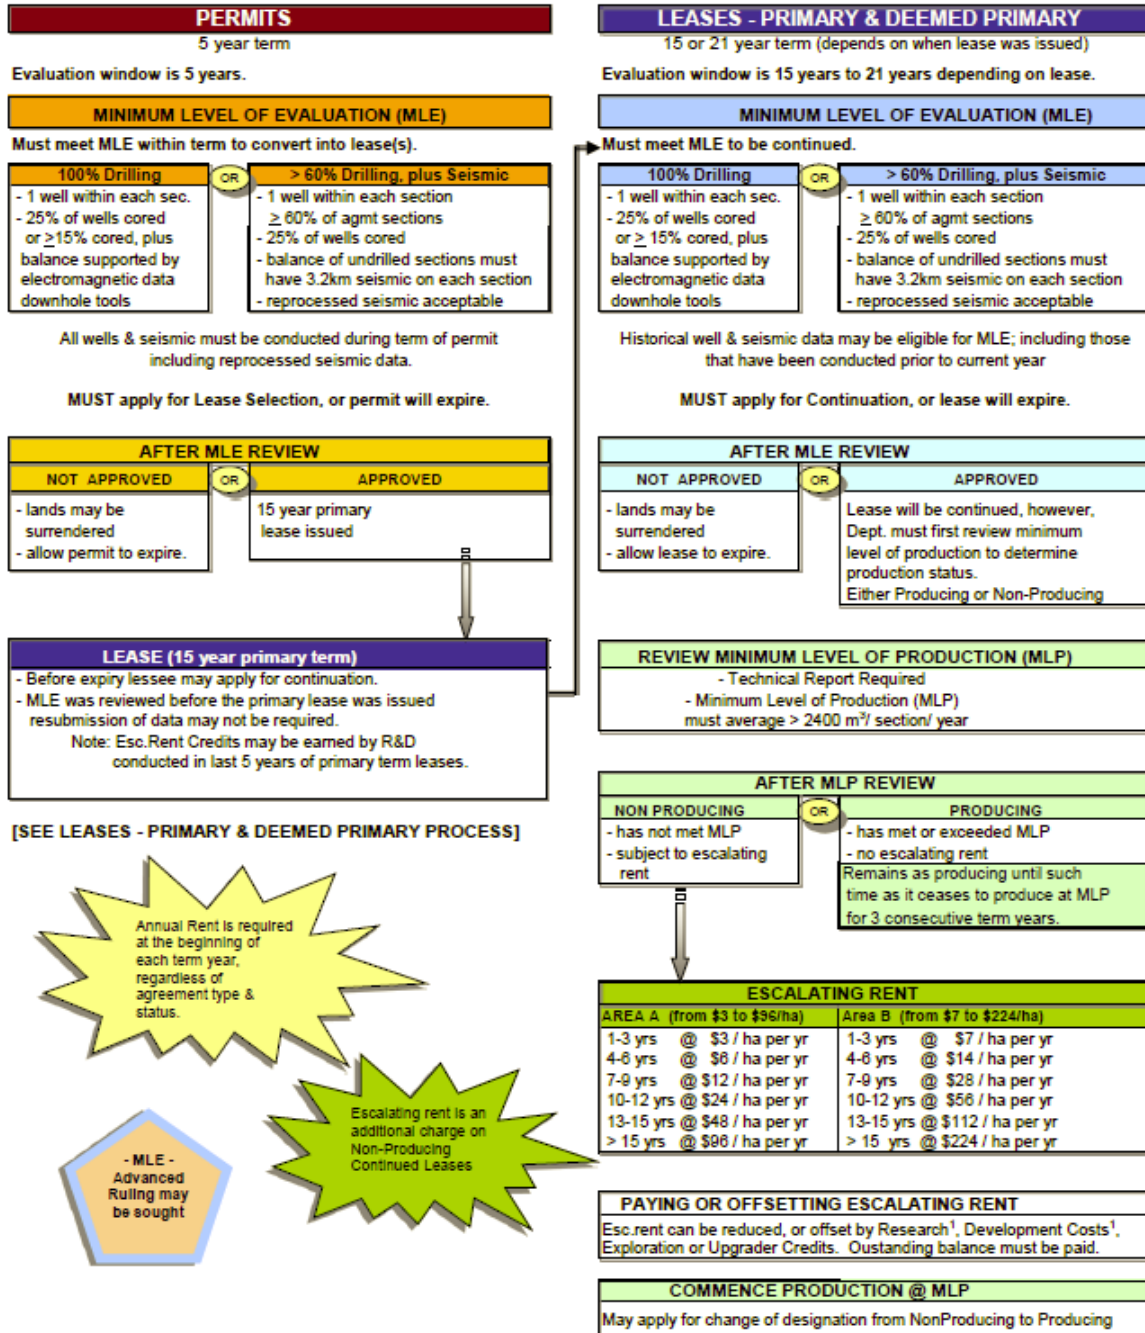 PERMITS
5 year term
Evaluation window is 5 years.
MINIMUM LEVEL OF EVALUATION (MLE)
Must meet MLE within term to convert into lease(s).
100% Drilling
- 1 well within each sec.
- 25% of wells cored
or ≥15% cored, plus
balance supported by
electromagnetic data
downhole tools
OR
> 60% Drilling, plus Seismic
- 1 well within each section
≥ 60% of agmt sections
- 25% of wells cored
- balance of undrilled sections must
have 3.2km seismic on each section
- reprocessed seismic acceptable
All wells & seismic must be conducted during term of permit
including reprocessed seismic data.
MUST apply for Lease Selection, or permit will expire.
AFTER MLE REVIEW
NOT APPROVED
- lands may be
surrendered
- allow permit to expire.
OR
APPROVED
15 year primary
lease issued
LEASE (15 year primary term)
- Before expiry lessee may apply for continuation.
- MLE was reviewed before the primary lease was issued
resubmission of data may not be required.
Note: Esc.Rent Credits may be earned by R&D
conducted in last 5 years of primary term leases.
[SEE LEASES - PRIMARY & DEEMED PRIMARY PROCESS]
Annual Rent is required
at the beginning of
each term year,
regardless of
agreement type &
status.
Escalating rent is an
additional charge on
Non-Producing
Continued Leases
- MLE -
Advanced
Ruling may
be sought
LEASES - PRIMARY & DEEMED PRIMARY
15 or 21 year term (depends on when lease was issued)
Evaluation window is 15 years to 21 years depending on lease.
MINIMUM LEVEL OF EVALUATION (MLE)
Must meet MLE to be continued.
100% Drilling
- 1 well within each sec.
- 25% of wells cored
or ≥ 15% cored, plus
balance supported by
electromagnetic data
downhole tools
OR
> 60% Drilling, plus Seismic
- 1 well within each section
≥ 60% of agmt sections
- 25% of wells cored
- balance of undrilled sections must
have 3.2km seismic on each section
- reprocessed seismic acceptable
Historical well & seismic data may be eligible for MLE; including those
that have been conducted prior to current year
MUST apply for Continuation, or lease will expire.
AFTER MLE REVIEW
NOT APPROVED
- lands may be
surrendered
- allow lease to expire.
OR
APPROVED
Lease will be continued, however,
Dept. must first review minimum
level of production to determine
production status.
Either Producing or Non-Producing
REVIEW MINIMUM LEVEL OF PRODUCTION (MLP)
- Technical Report Required
- Minimum Level of Production (MLP)
must average > 2400 m³/ section/ year
AFTER MLP REVIEW
NON PRODUCING
- has not met MLP
- subject to escalating
rent
OR
PRODUCING
- has met or exceeded MLP
- no escalating rent
Remains as producing until such
time as it ceases to produce at MLP
for 3 consecutive term years.
ESCALATING RENT
AREA A (from $3 to $96/ha)
1-3 yrs @ $3 / ha per yr
4-6 yrs @ $6 / ha per yr
7-9 yrs @ $12 / ha per yr
10-12 yrs @ $24 / ha per yr
13-15 yrs @ $48 / ha per yr
> 15 yrs @ $96 / ha per yr
Area B (from $7 to $224/ha)
1-3 yrs @ $7 / ha per yr
4-6 yrs @ $14 / ha per yr
7-9 yrs @ $28 / ha per yr
10-12 yrs @ $56 / ha per yr
13-15 yrs @ $112 / ha per yr
> 15 yrs @ $224 / ha per yr
PAYING OR OFFSETTING ESCALATING RENT
Esc.rent can be reduced, or offset by Research¹, Development Costs¹,
Exploration or Upgrader Credits. Oustanding balance must be paid.
COMMENCE PRODUCTION @ MLP
May apply for change of designation from NonProducing to Producing